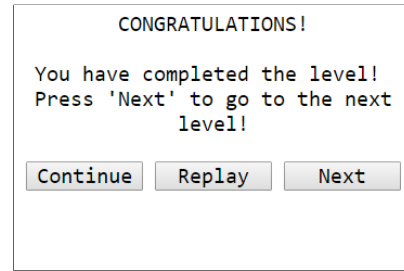 CONGRATULATIONS!
You have completed the level!
Press 'Next' to go to the next
level!
Continue Replay Next